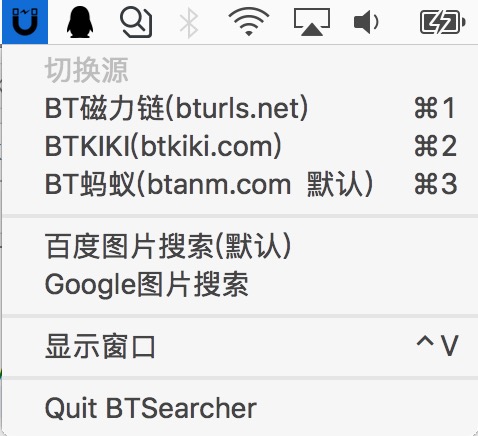 切换源
BT磁力链(bturls.net) ⌘1
BTKIKI(btkiki.com) ⌘2
BT蚂蚁(btanm.com 默认) ⌘3
百度图片搜索(默认)
Google图片搜索
显示窗口 ^V
Quit BTSearcher